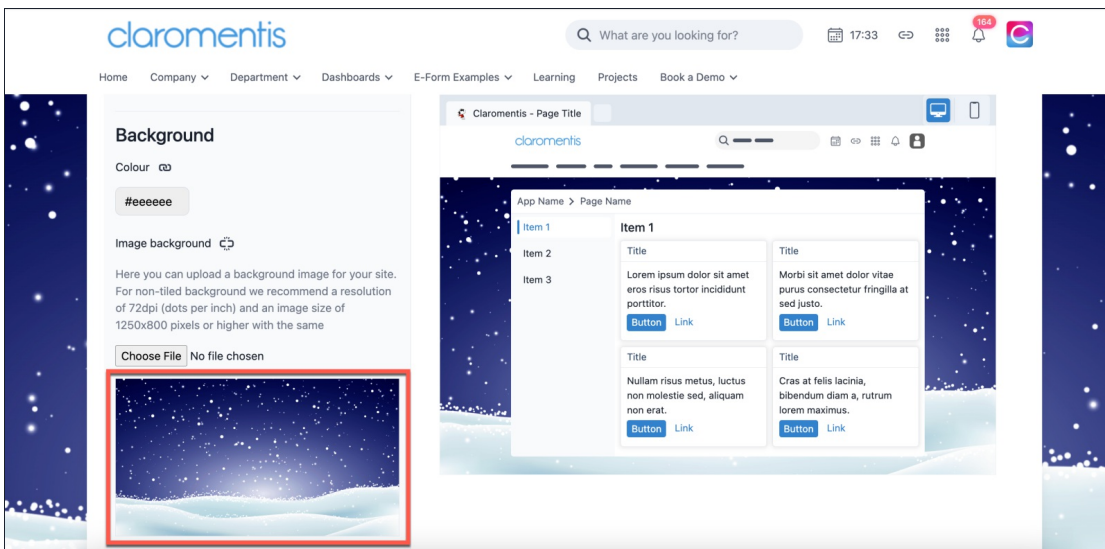 claromentis
What are you looking for?
17:33
164
Home Company Department Dashboards E-Form Examples Learning Projects Book a Demo
Background
Colour
#eeeeee
Image background
Here you can upload a background image for your site.
For non-tiled background we recommend a resolution
of 72dpi (dots per inch) and an image size of
1250x800 pixels or higher with the same
Choose File No file chosen
Claromentis - Page Title
claromentis
App Name > Page Name
Item 1
Item 2
Item 3
Item 1
Title
Lorem ipsum dolor sit amet
eros risus tortor incididunt
porttitor.
Button Link
Title
Morbi sit amet dolor vitae
purus consectetur fringilla at
sed justo.
Button Link
Title
Nullam risus metus, luctus
non molestie sed, aliquam
non erat.
Button Link
Title
Cras at felis lacinia,
bibendum diam a, rutrum
lorem maximus.
Button Link